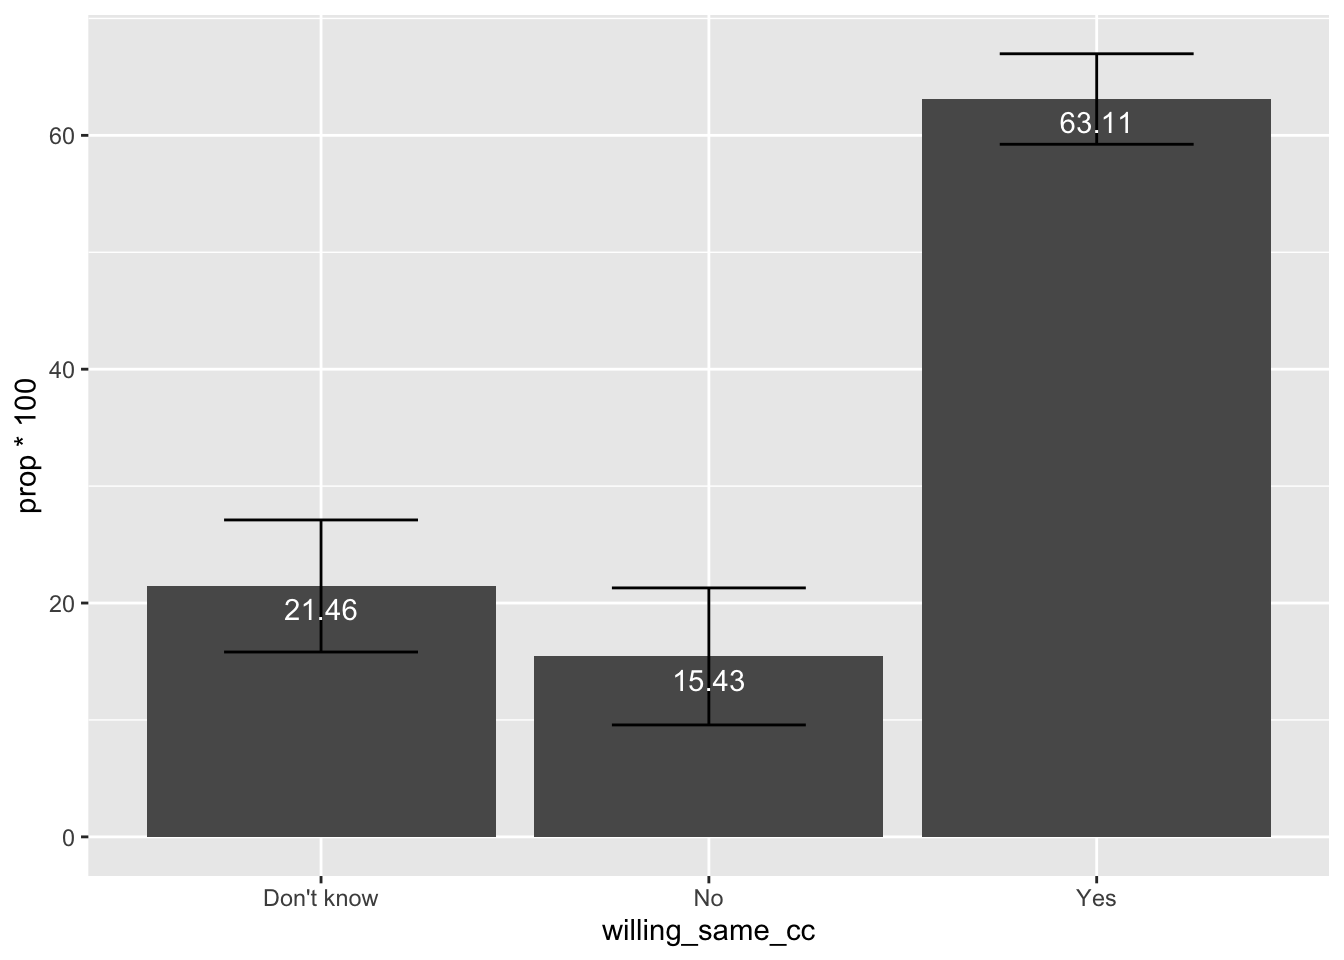 60
40
20
0
prop * 100
21.46
15.43
63.11
Don't know
No
Yes
willing_same_cc